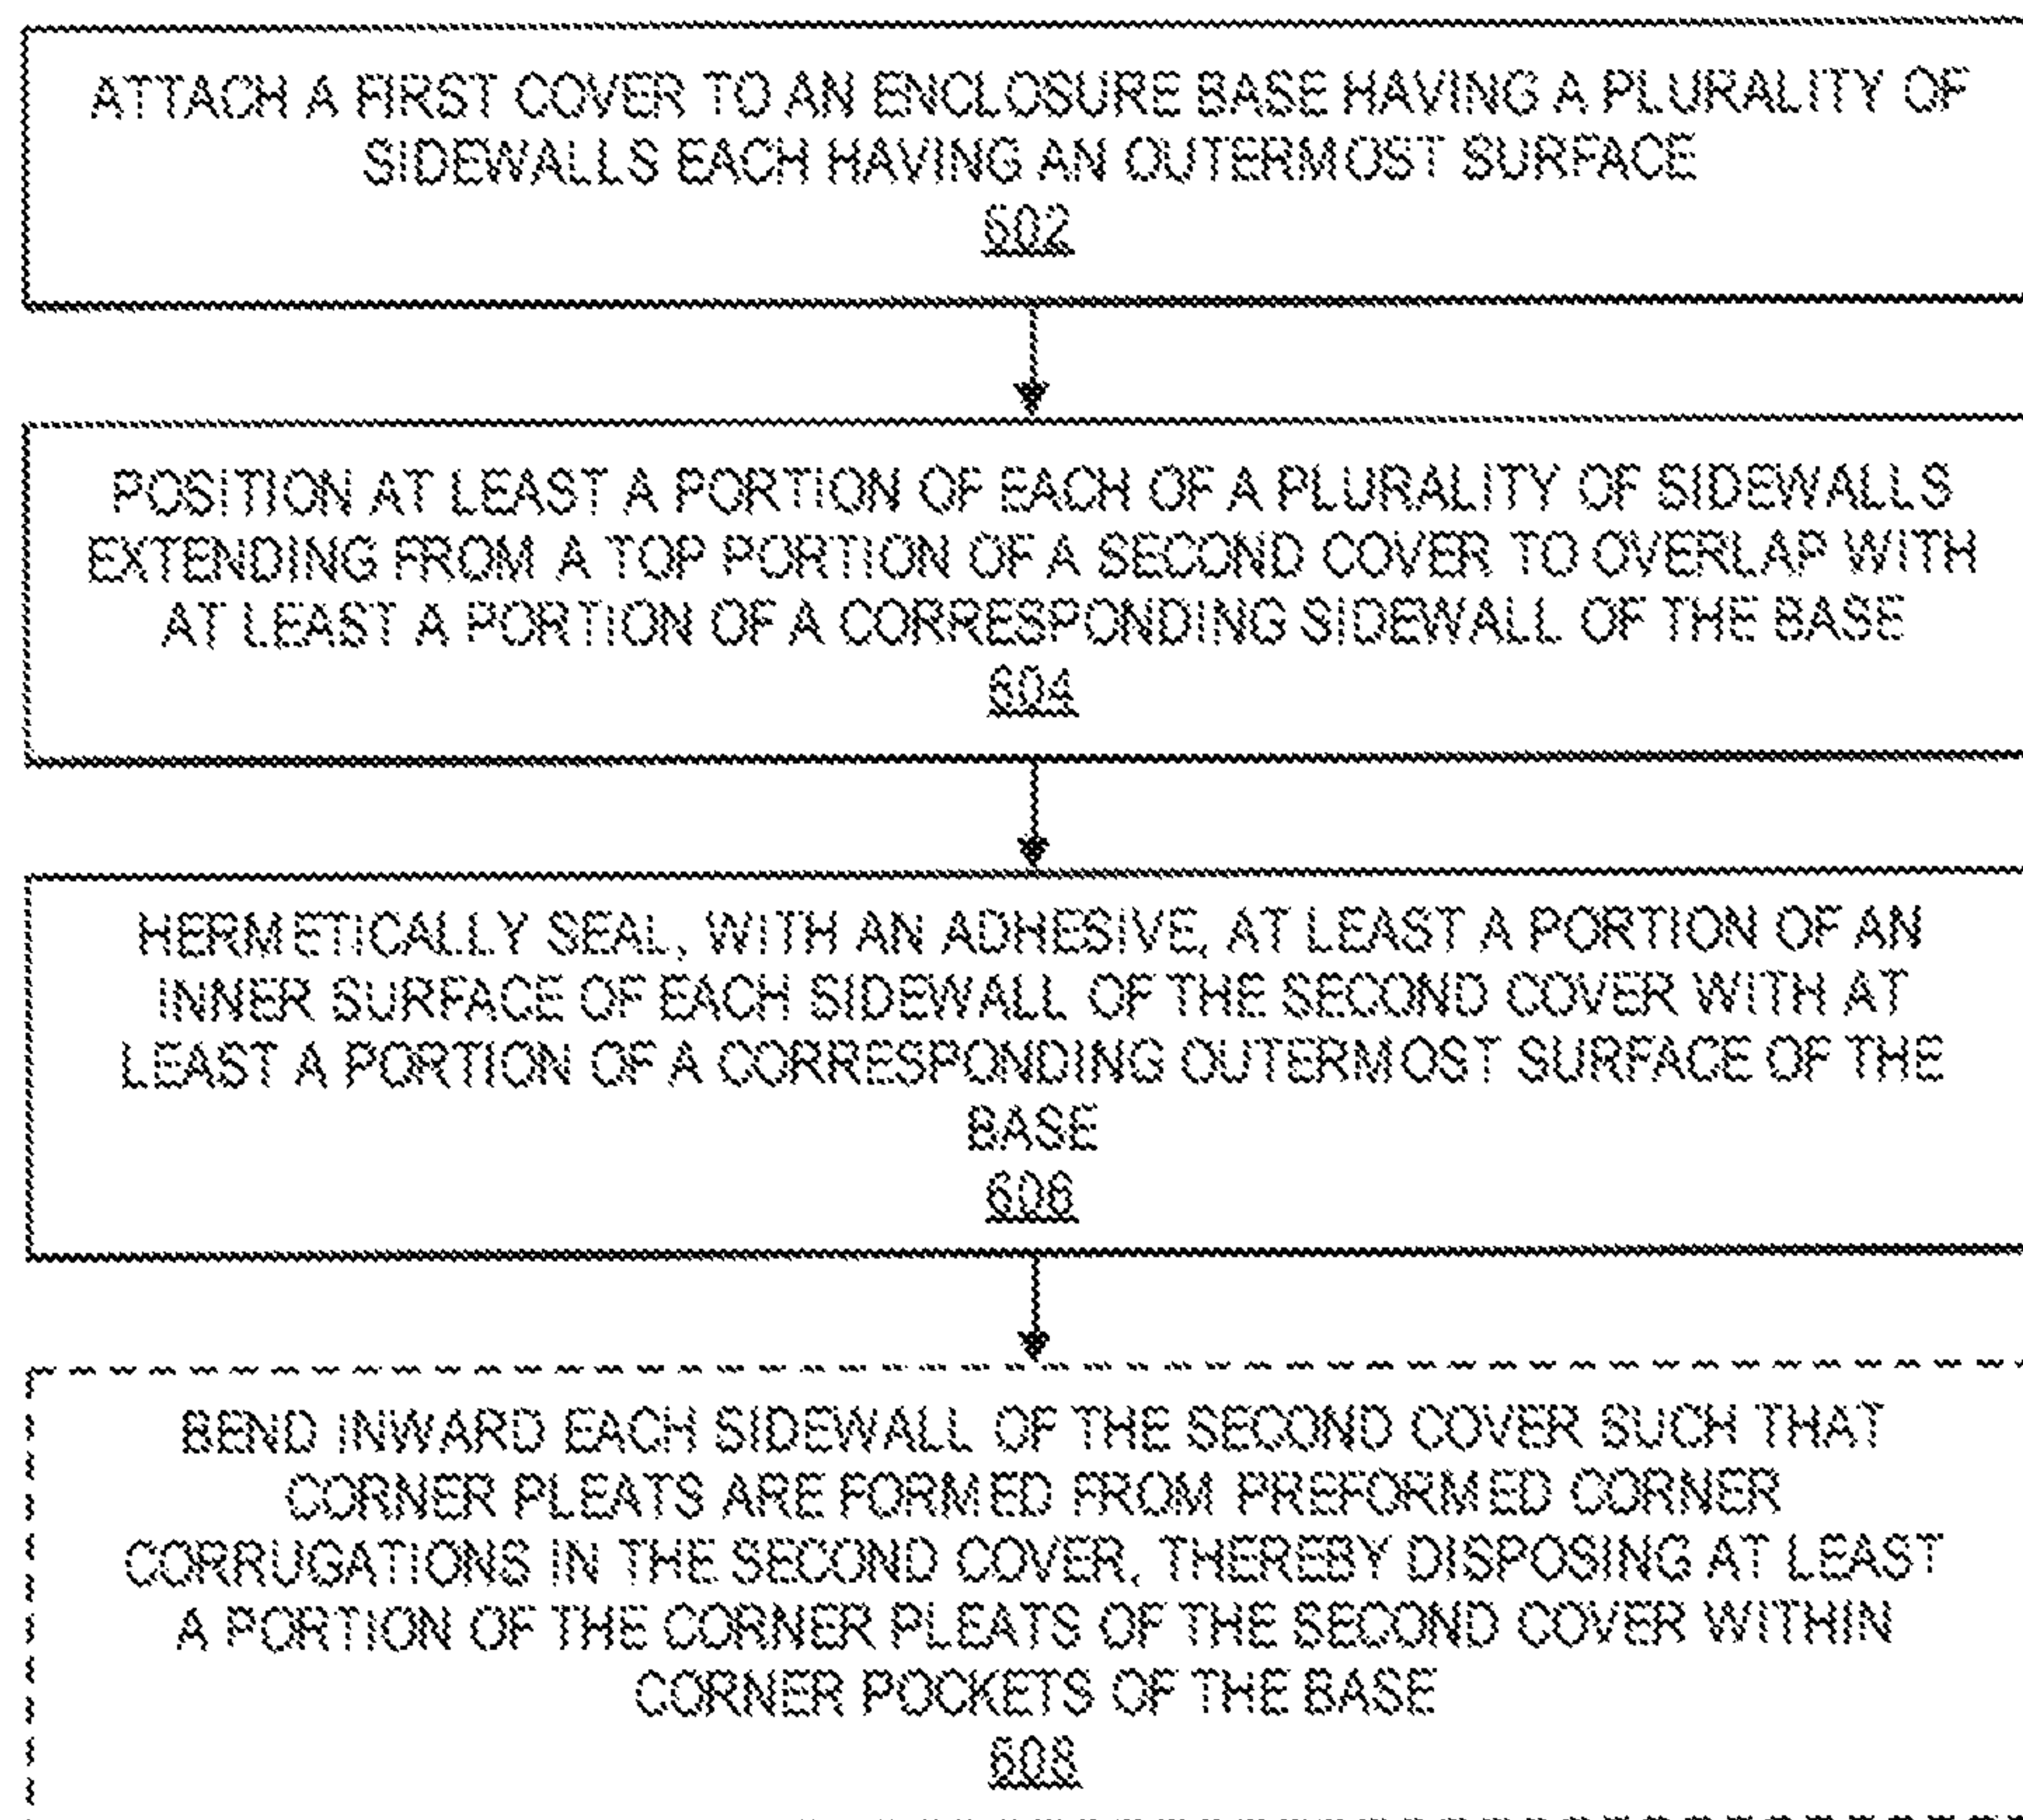 ATTACH A FIRST COVER TO AN ENCLOSURE BASE HAVING A PLURALITY OF
SIDEWALLS EACH HAVING AN OUTERMOST SURFACE
602
POSITION AT LEAST A PORTION OF EACH OF A PLURALITY OF SIDEWALLS
EXTENDING FROM A TOP PORTION OF A SECOND COVER TO OVERLAP WITH
AT LEAST A PORTION OF A CORRESPONDING SIDEWALL OF THE BASE
604
HERMETICALLY SEAL, WITH AN ADHESIVE, AT LEAST A PORTION OF AN
INNER SURFACE OF EACH SIDEWALL OF THE SECOND COVER WITH AT
LEAST A PORTION OF A CORRESPONDING OUTERMOST SURFACE OF THE
BASE
606
BEND INWARD EACH SIDEWALL OF THE SECOND COVER SUCH THAT
CORNER PLEATS ARE FORMED FROM PREFORMED CORNER
CORRUGATIONS IN THE SECOND COVER, THEREBY DISPOSING AT LEAST
A PORTION OF THE CORNER PLEATS OF THE SECOND COVER WITHIN
CORNER POCKETS OF THE BASE
608